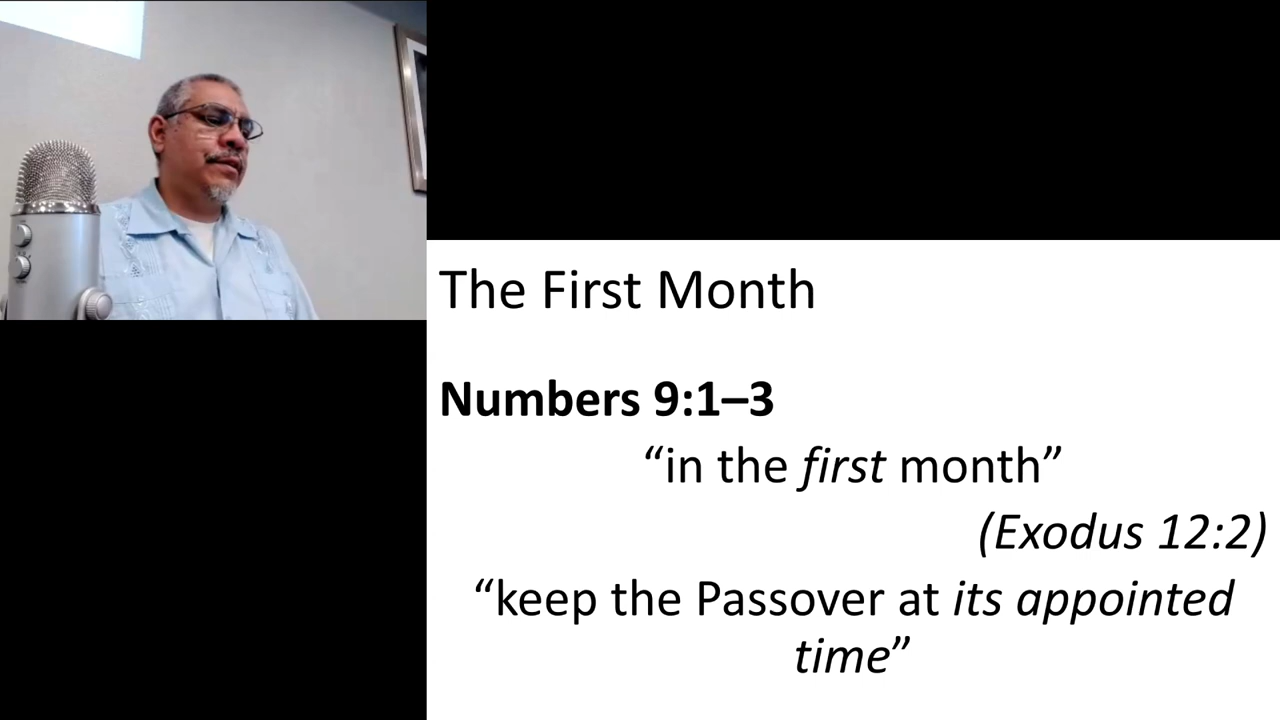 The First Month
Numbers 9:1–3
“in the first month”
(Exodus 12:2)
“keep the Passover at its appointed
time”